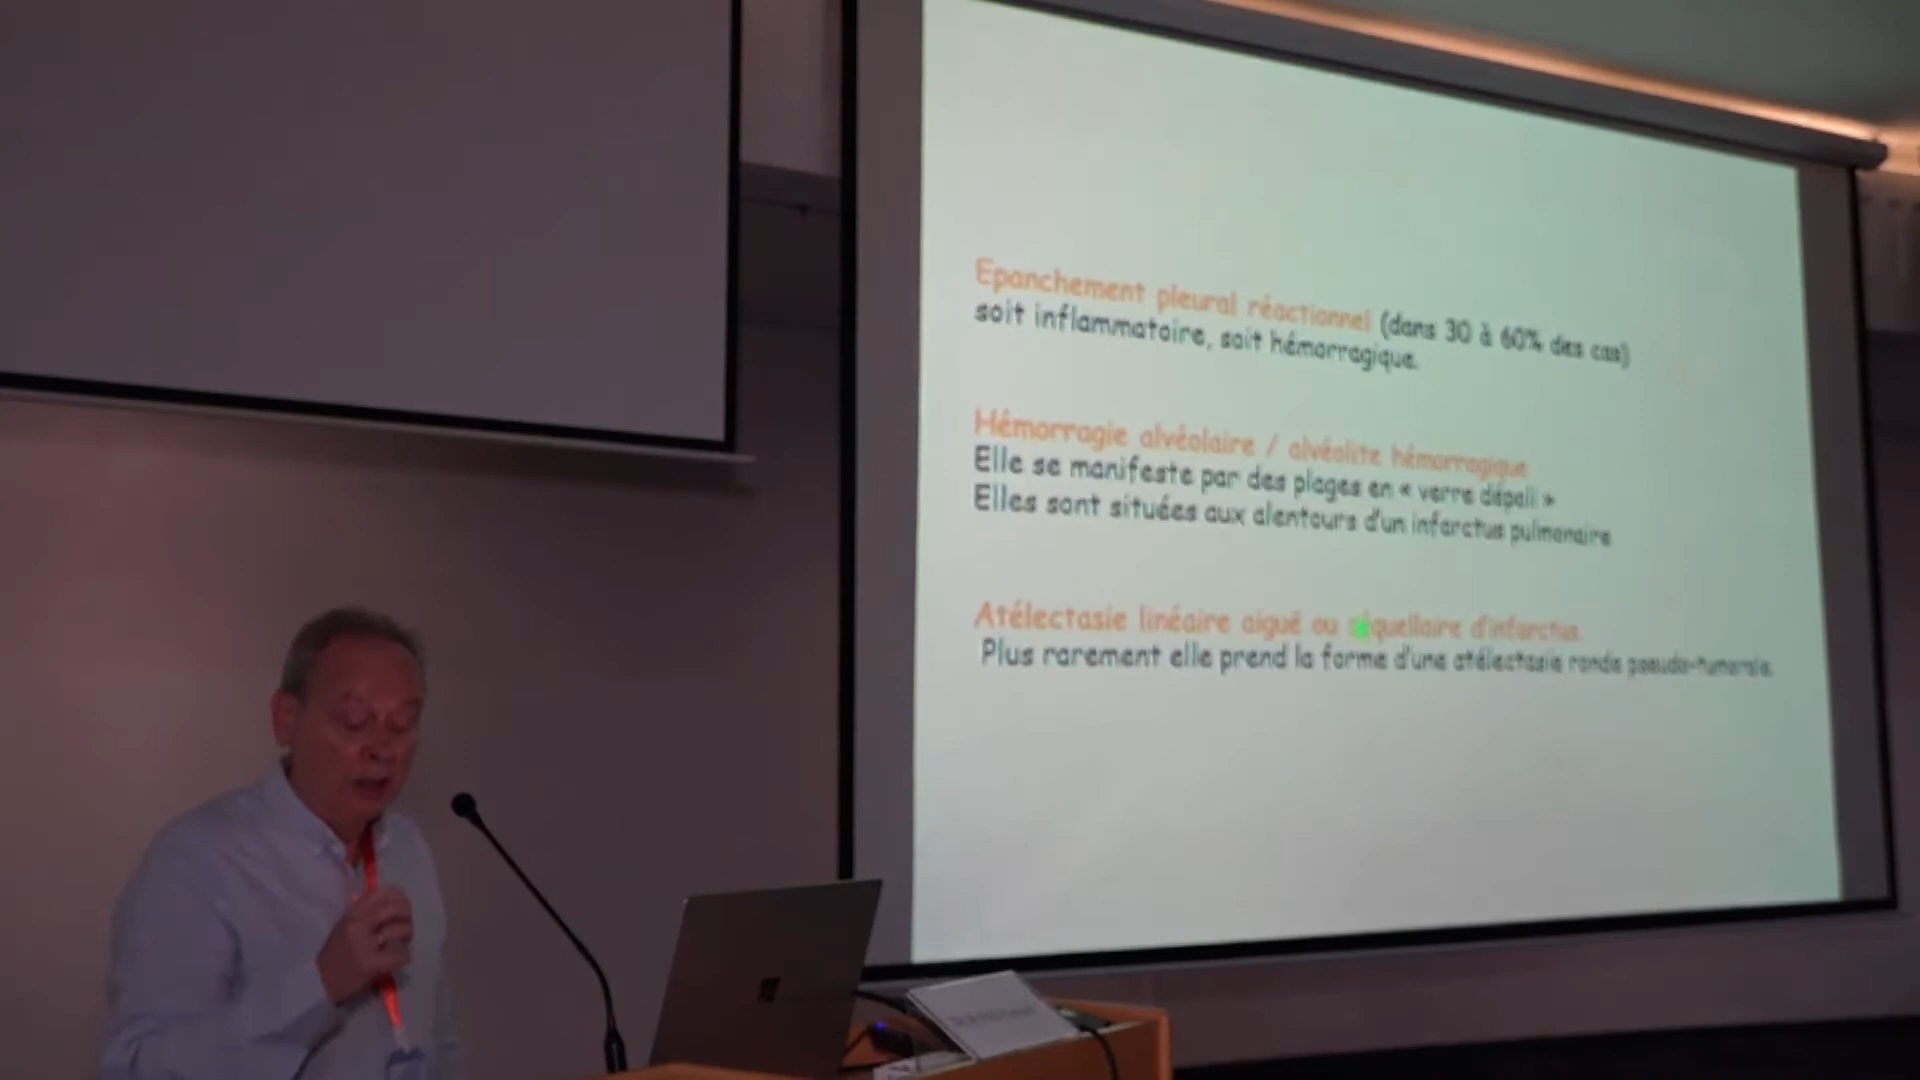 Epanchement pleural réactionnel (dans 30 à 60% des cas)
soit inflammatoire, soit hémorragique.
Hémorragie alvéolaire / alvéolite hémorragique
Elle se manifeste par des plages en « verre dépoli »
Elles sont situées aux alentours d'un infarctus pulmonaire
Atélectasie linéaire aiguë ou séquellaire d'infarctus.
Plus rarement elle prend la forme d'une atélectasie ronde pseudo-tumorale.